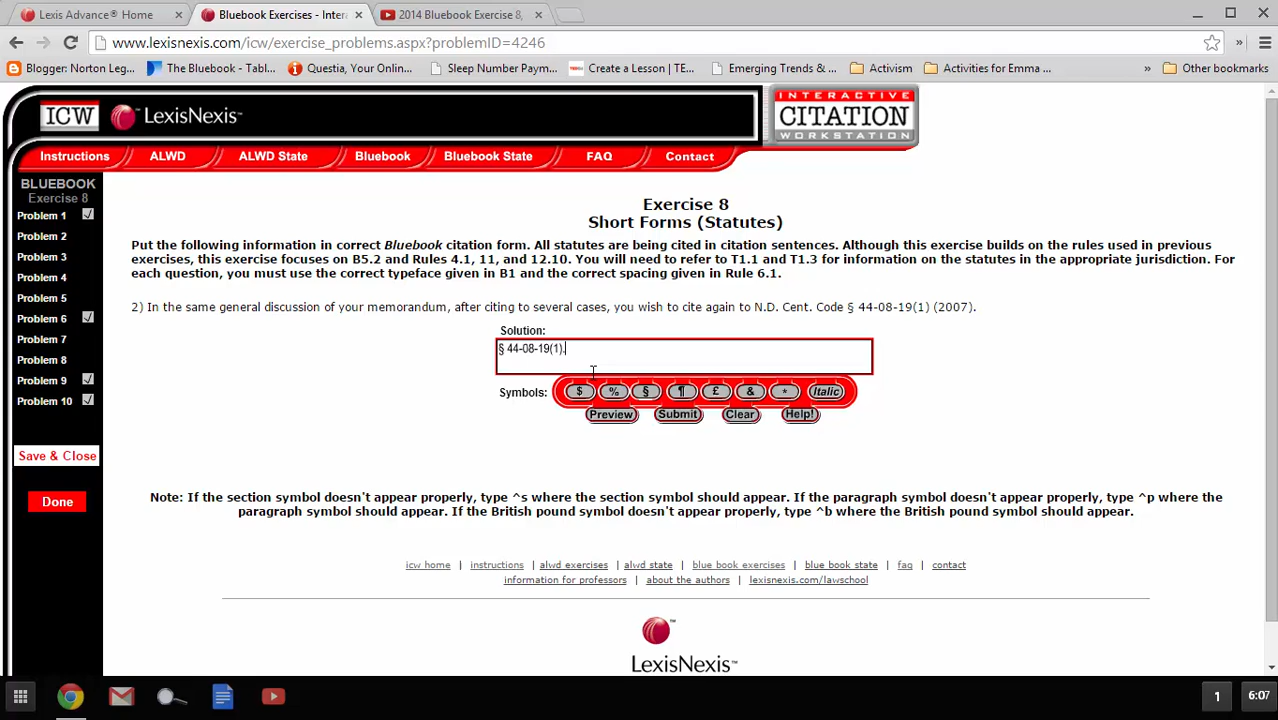 Lexis Advance® Home
Bluebook Exercises - Inter
2014 Bluebook Exercise 8,
www.lexisnexis.com/icw/exercise_problems.aspx?problemID=4246
Blogger: Norton Leg...
The Bluebook - Tabl...
Questia, Your Onlin...
Sleep Number Paym...
Create a Lesson | TE...
Emerging Trends & ...
Activism
Activities for Emma ...
»
Other bookmarks
ICW
LexisNexis™
INTERACTIVE
CITATION
WORKSTATION
Instructions
ALWD
ALWD State
Bluebook
Bluebook State
FAQ
Contact
BLUEBOOK
Exercise 8
Problem 1
Problem 2
Problem 3
Problem 4
Problem 5
Problem 6
Problem 7
Problem 8
Problem 9
Problem 10
Save & Close
Done
Exercise 8
Short Forms (Statutes)
Put the following information in correct Bluebook citation form. All statutes are being cited in citation sentences. Although this exercise builds on the rules used in previous
exercises, this exercise focuses on B5.2 and Rules 4.1, 11, and 12.10. You will need to refer to T1.1 and T1.3 for information on the statutes in the appropriate jurisdiction. For
each question, you must use the correct typeface given in B1 and the correct spacing given in Rule 6.1.
2) In the same general discussion of your memorandum, after citing to several cases, you wish to cite again to N.D. Cent. Code § 44-08-19(1) (2007).
Solution:
§ 44-08-19(1).
Symbols:
$ % § ¶ £ & * Italic
Preview Submit Clear Help!
Note: If the section symbol doesn't appear properly, type ^s where the section symbol should appear. If the paragraph symbol doesn't appear properly, type ^p where the
paragraph symbol should appear. If the British pound symbol doesn't appear properly, type ^b where the British pound symbol should appear.
icw home | instructions | alwd exercises | alwd state | blue book exercises | blue book state | faq | contact
information for professors | about the authors | lexisnexis.com/lawschool
LexisNexis™
1
6:07